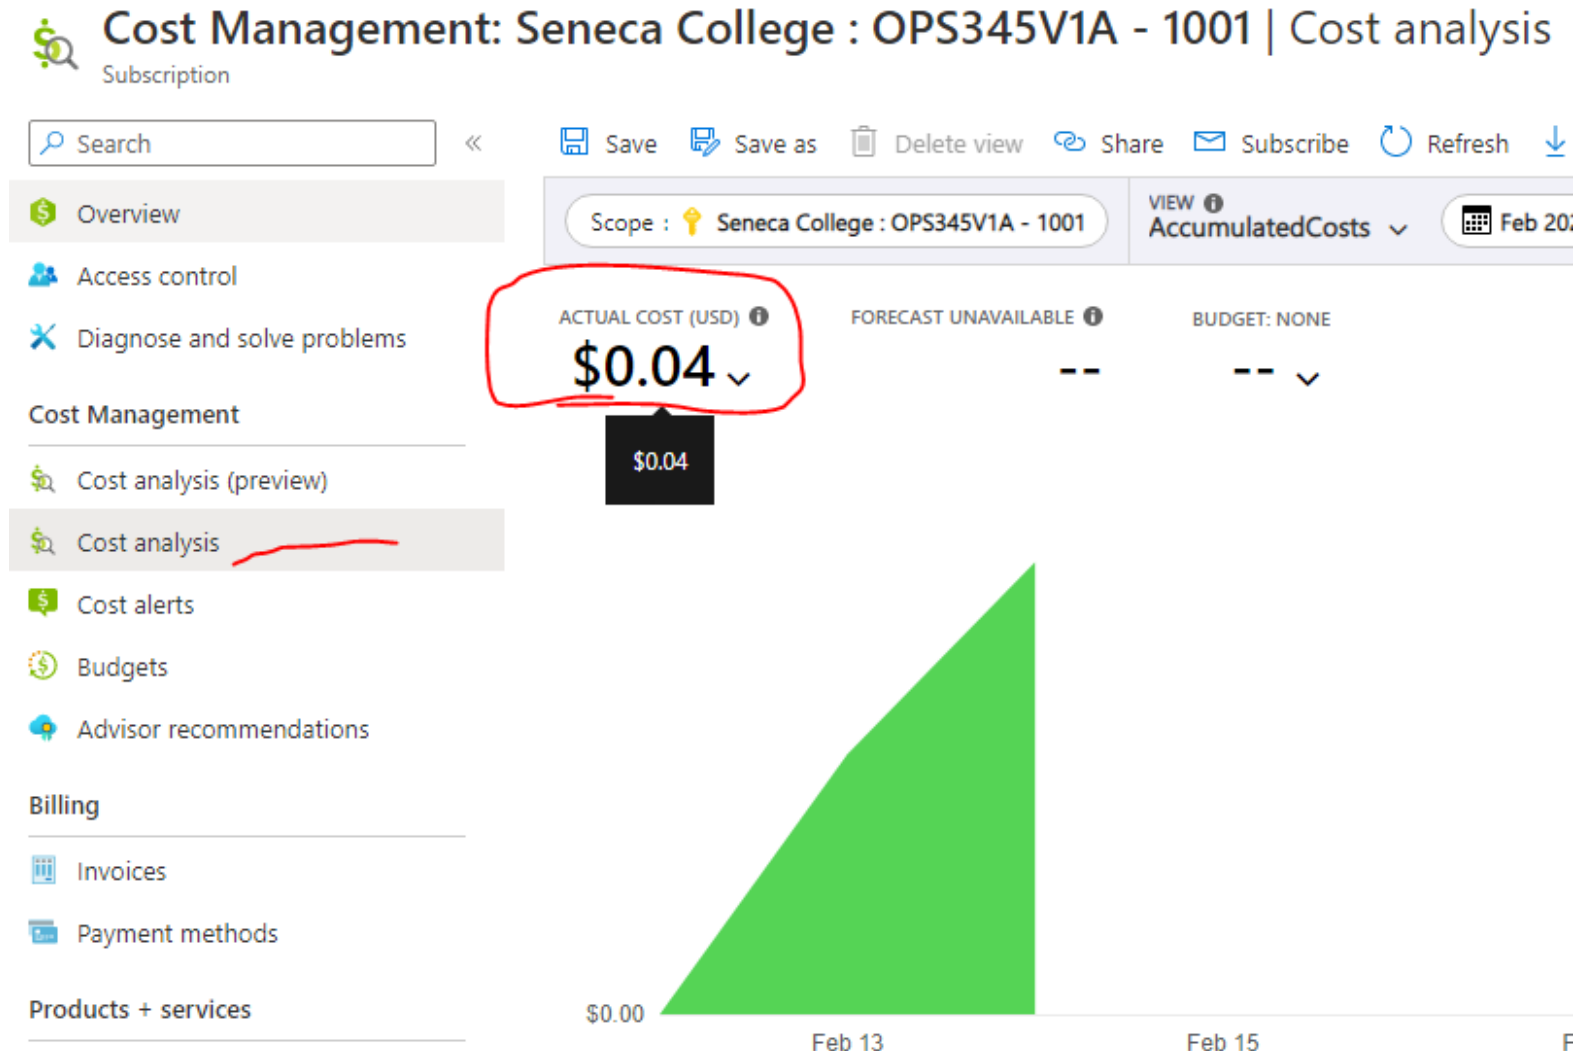 Cost Management: Seneca College : OPS345V1A - 1001 | Cost analysis
Subscription
Search
«
Save
Save as
Delete view
Share
Subscribe
Refresh
Overview
Access control
Diagnose and solve problems
Cost Management
Cost analysis (preview)
Cost analysis
Cost alerts
Budgets
Advisor recommendations
Billing
Invoices
Payment methods
Products + services
Scope : Seneca College : OPS345V1A - 1001
VIEW
AccumulatedCosts
Feb 202
ACTUAL COST (USD)
$0.04
$0.04
FORECAST UNAVAILABLE
--
BUDGET: NONE
--
$0.00
Feb 13
Feb 15